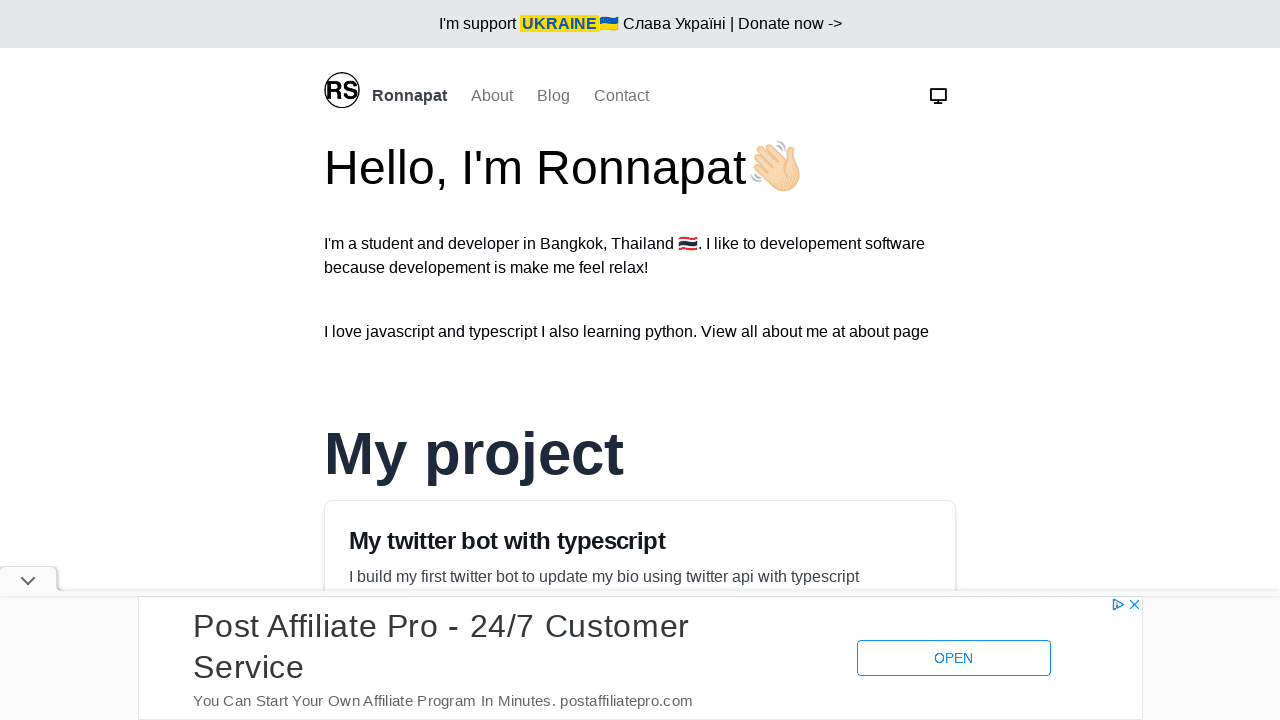 I'm support UKRAINE🇺🇦 Слава Україні | Donate now ->
RS Ronnapat About Blog Contact
Hello, I'm Ronnapat👋🏻
I'm a student and developer in Bangkok, Thailand 🇹🇭. I like to developement software
because developement is make me feel relax!
I love javascript and typescript I also learning python. View all about me at about page
My project
My twitter bot with typescript
I build my first twitter bot to update my bio using twitter api with typescript
Post Affiliate Pro - 24/7 Customer
Service
You Can Start Your Own Affiliate Program In Minutes. postaffiliatepro.com
OPEN